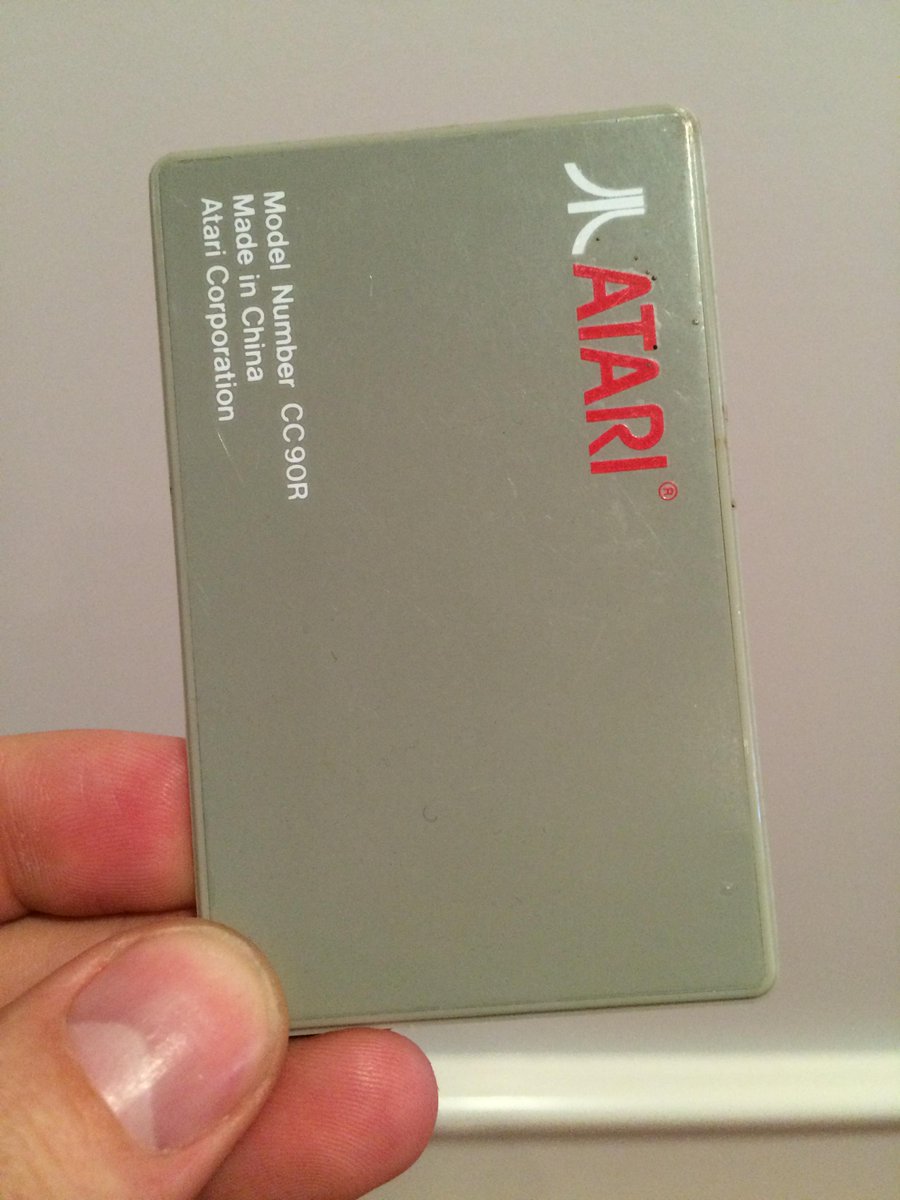 ATARI®
Model Number CC90R
Made in China
Atari Corporation